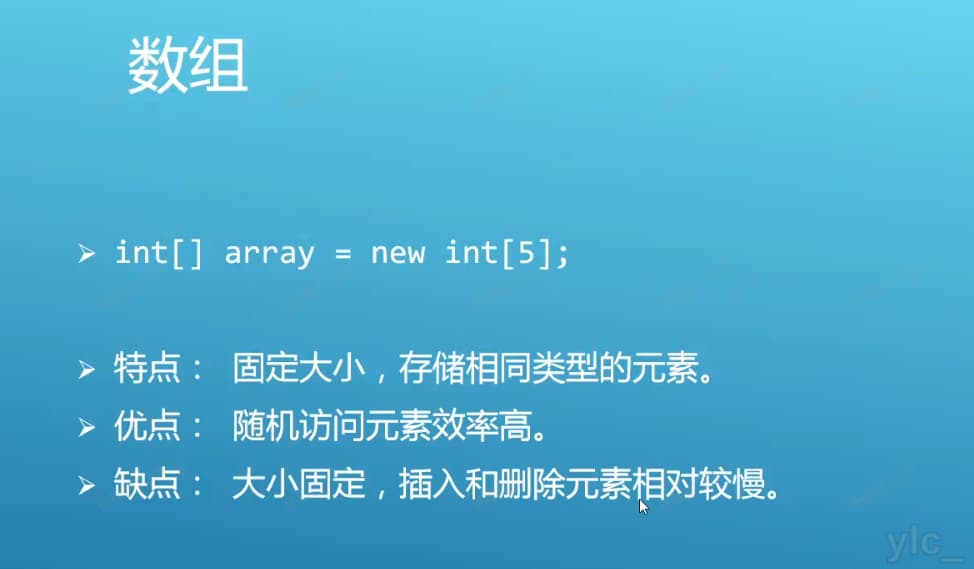 数组
int[] array = new int[5];
特点： 固定大小，存储相同类型的元素。
优点： 随机访问元素效率高。
缺点： 大小固定，插入和删除元素相对较慢。
ylc_